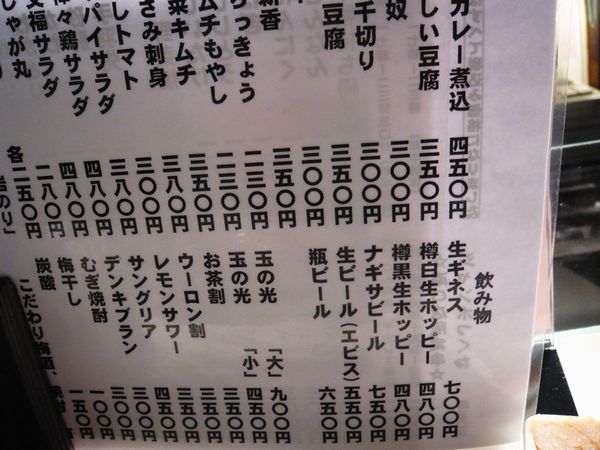 カレー煮込 四五〇円
しい豆腐 三五〇円
奴 三〇〇円
千切り 三〇〇円
豆腐 三五〇円
三〇〇円
新香 三五〇円
らっきょう 二三〇円
ムチもやし 二三〇円
菜キムチ 三五〇円
さみ刺身 三八〇円
しトマト 三〇〇円
パイサラダ 三八〇円
々鶏サラダ 四八〇円
福サラダ 四八〇円
じゃが丸 二八〇円
各二五〇円
のり」
飲み物
生ギネス 七〇〇円
樽白生ホッピー 四八〇円
樽黒生ホッピー 四八〇円
ナギサビール 七五〇円
生ビール(エビス) 五五〇円
瓶ビール 六五〇円
玉の光 「大」 九〇〇円
玉の光 「小」 四五〇円
お茶割 三五〇円
ウーロン割 三五〇円
レモンサワー 三五〇円
サングリア 四五〇円
デンキブラン 三〇〇円
むぎ焼酎 三〇〇円
梅干し 一〇〇円
炭酸 一五〇円
こだわり梅酒、